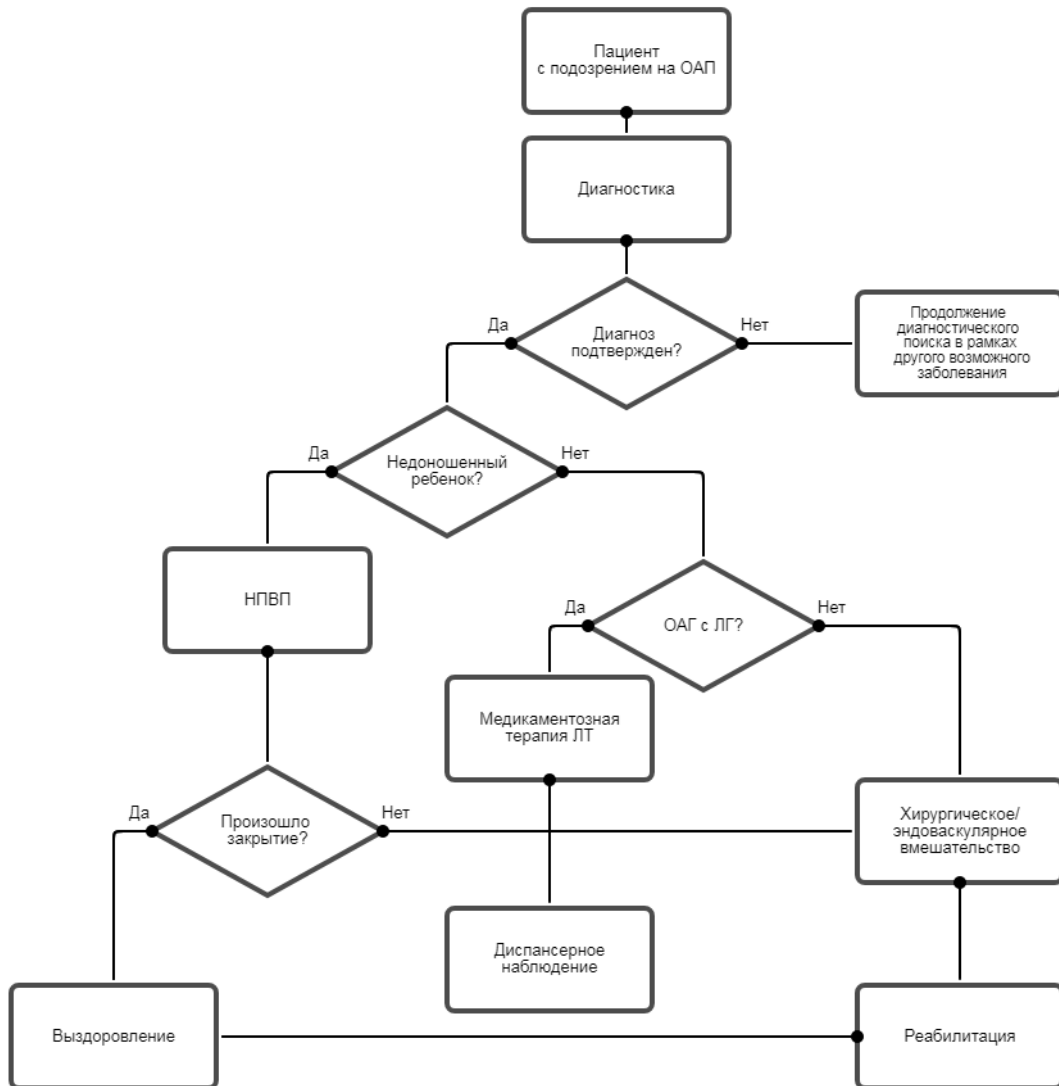 Пациент
с подозрением на ОАП
Диагностика
Да
Диагноз
подтвержден?
Нет
Продолжение
диагностического
поиска в рамках
другого возможного
заболевания
Да
Недоношенный
ребенок?
Нет
НПВП
Да
ОАГ с ЛГ?
Нет
Медикаментозная
терапия ЛТ
Да
Произошло
закрытие?
Нет
Хирургическое/
эндоваскулярное
вмешательство
Диспансерное
наблюдение
Выздоровление
Реабилитация